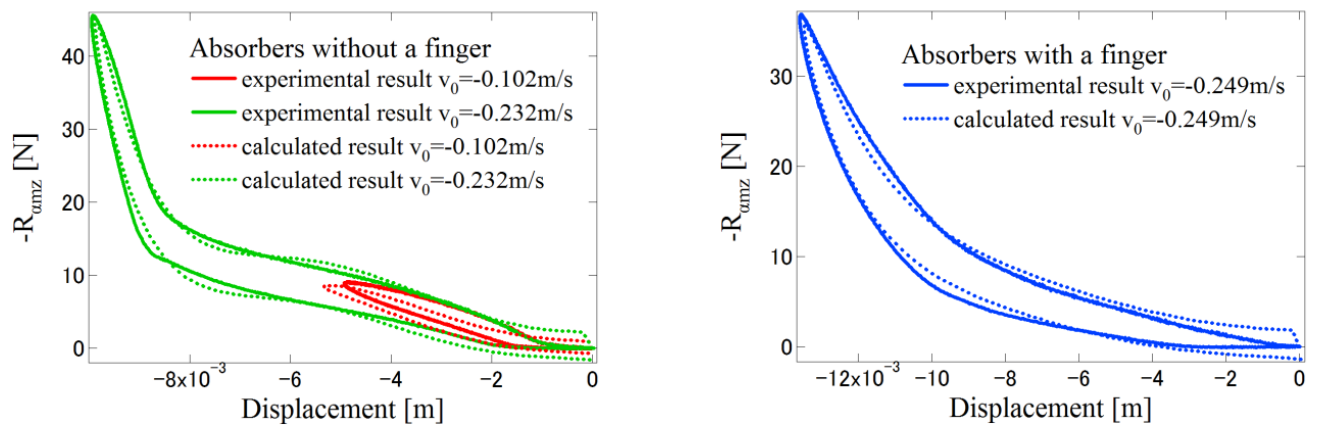 Absorbers without a finger
experimental result v₀=-0.102m/s
experimental result v₀=-0.232m/s
calculated result v₀=-0.102m/s
calculated result v₀=-0.232m/s
-Rαmz [N]
40
30
20
10
0
-8x10⁻³ -6 -4 -2 0
Displacement [m]
Absorbers with a finger
experimental result v₀=-0.249m/s
calculated result v₀=-0.249m/s
-Rαmz [N]
30
20
10
0
-12x10⁻³ -10 -8 -6 -4 -2 0
Displacement [m]